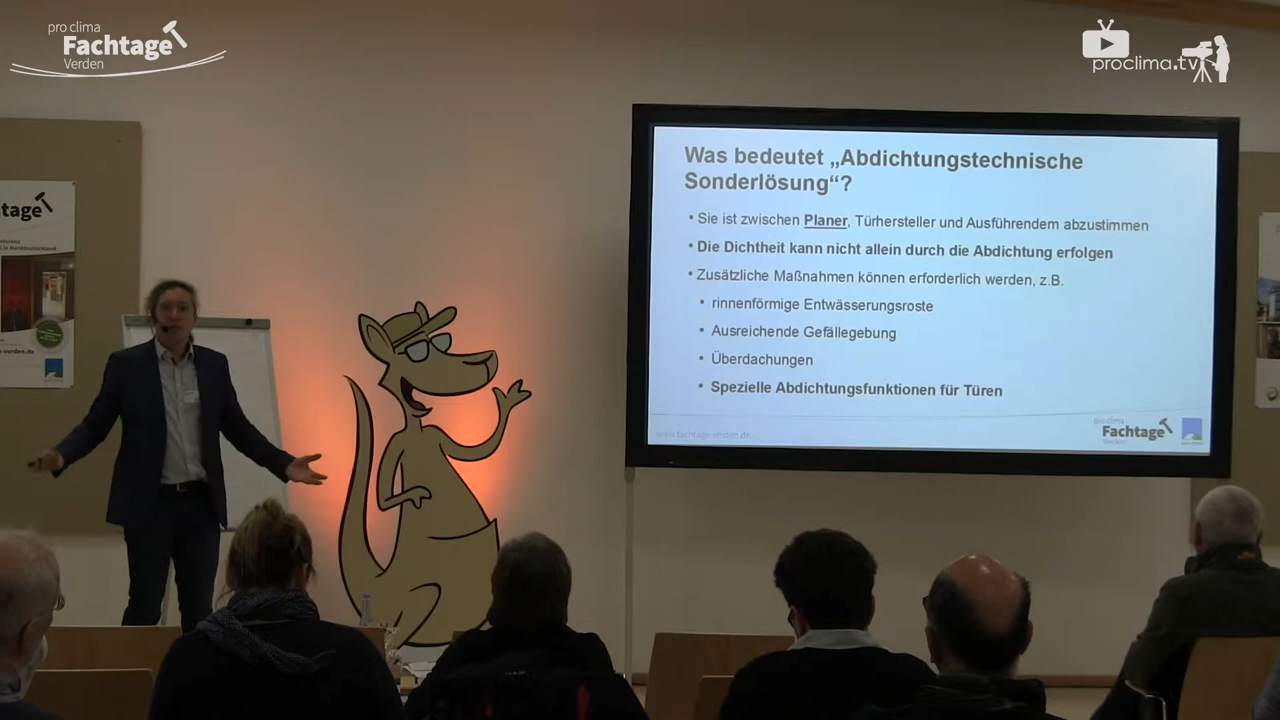 pro clima
Fachtage
Verden
proclima.tv
Was bedeutet „Abdichtungstechnische
Sonderlösung“?
• Sie ist zwischen Planer, Türhersteller und Ausführendem abzustimmen
• Die Dichtheit kann nicht allein durch die Abdichtung erfolgen
• Zusätzliche Maßnahmen können erforderlich werden, z.B.
• rinnenförmige Entwässerungsroste
• Ausreichende Gefällegebung
• Überdachungen
• Spezielle Abdichtungsfunktionen für Türen
www.fachtage-verden.de
pro clima
Fachtage
tage